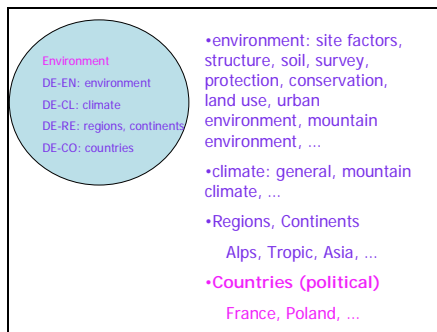 Environment
DE-EN: environment
DE-CL: climate
DE-RE: regions, continents
DE-CO: countries
•environment: site factors,
structure, soil, survey,
protection, conservation,
land use, urban
environment, mountain
environment, ...
•climate: general, mountain
climate, ...
•Regions, Continents
Alps, Tropic, Asia, ...
•Countries (political)
France, Poland, ...